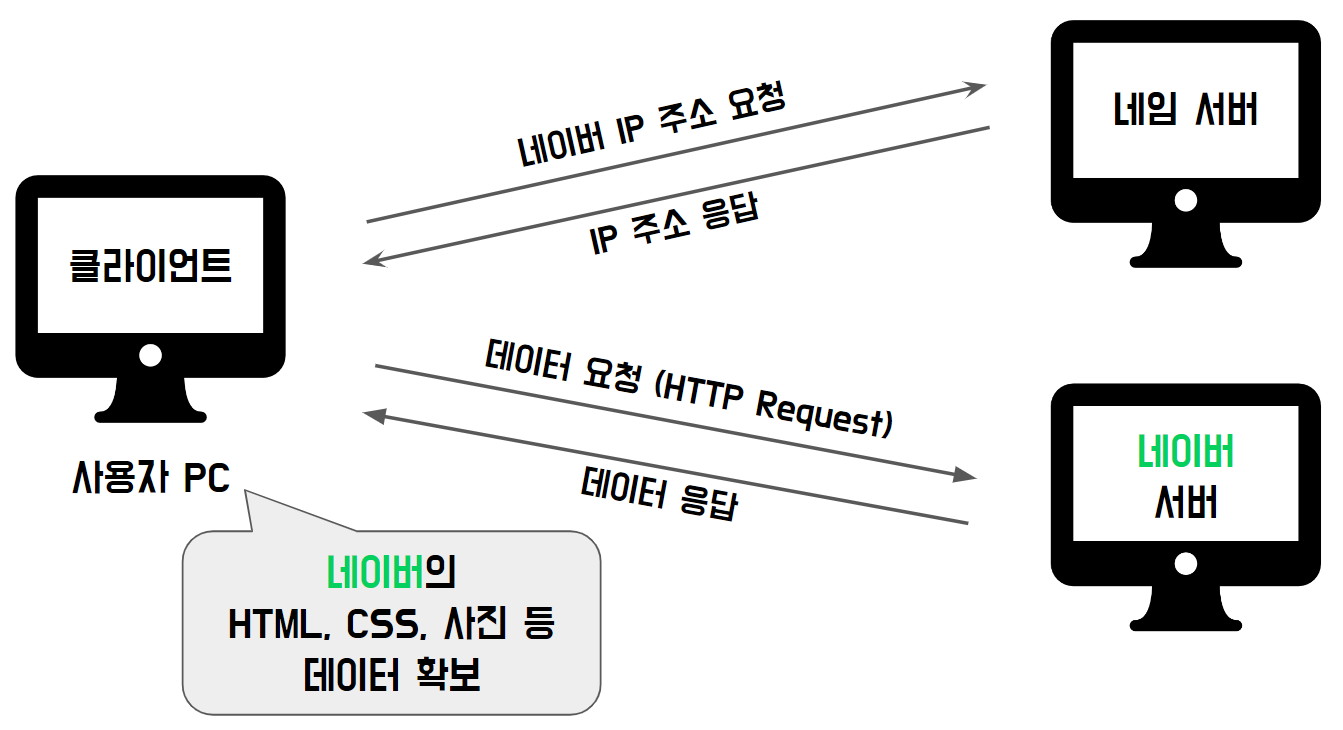 네임 서버
네이버 IP 주소 요청
IP 주소 응답
클라이언트
사용자 PC
데이터 요청 (HTTP Request)
데이터 응답
네이버
서버
네이버의
HTML, CSS, 사진 등
데이터 확보